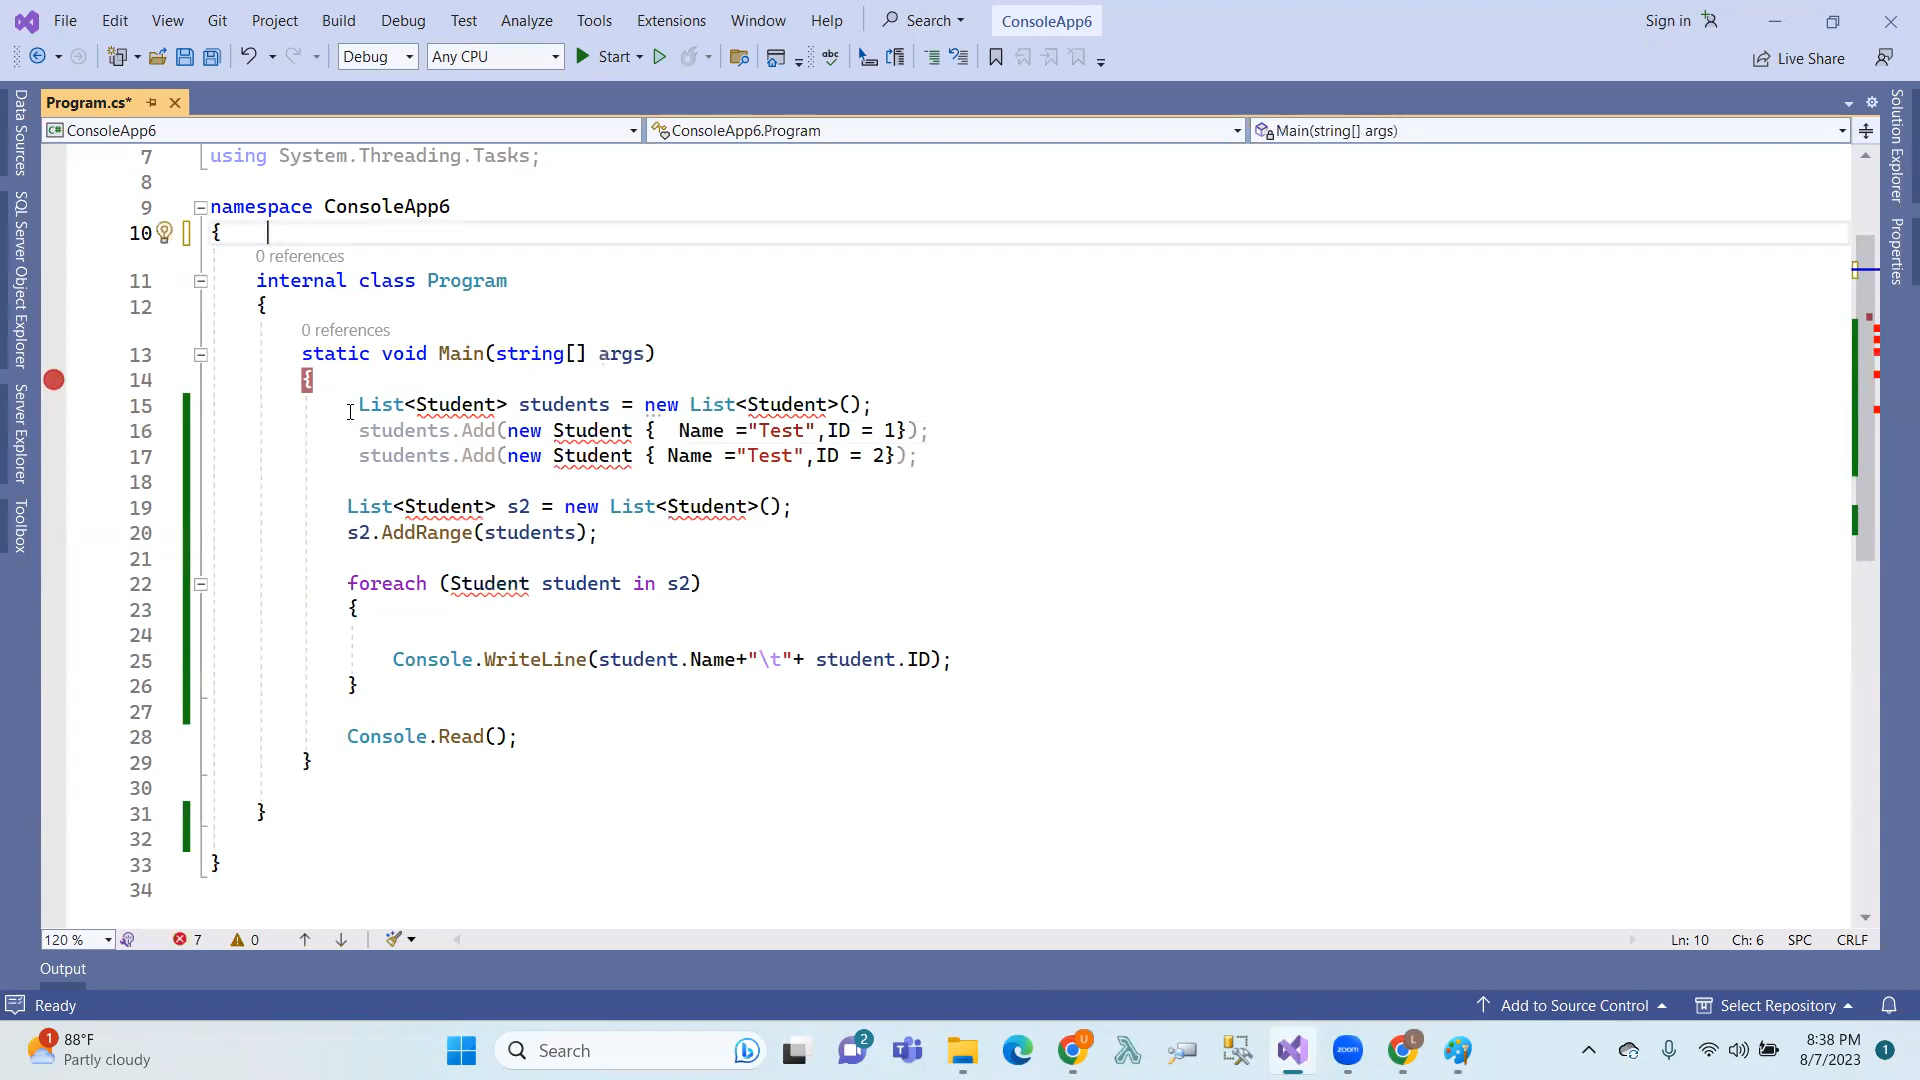 File Edit View Git Project Build Debug Test Analyze Tools Extensions Window Help Search ConsoleApp6 Sign in
Debug Any CPU Start abc Live Share
Program.cs*
ConsoleApp6 ConsoleApp6.Program Main(string[] args)
Data Sources
SQL Server Object Explorer
Server Explorer
Toolbox
Solution Explorer
Properties
7 using System.Threading.Tasks;
8
9 namespace ConsoleApp6
10 {
0 references
11 internal class Program
12 {
0 references
13 static void Main(string[] args)
14 {
15 List<Student> students = new List<Student>();
16 students.Add(new Student {  Name ="Test",ID = 1});
17 students.Add(new Student { Name ="Test",ID = 2});
18
19 List<Student> s2 = new List<Student>();
20 s2.AddRange(students);
21
22 foreach (Student student in s2)
23 {
24
25 Console.WriteLine(student.Name+"\t"+ student.ID);
26 }
27
28 Console.Read();
29 }
30
31 }
32
33 }
34
120 % 7 0 Ln: 10 Ch: 6 SPC CRLF
Output
Ready Add to Source Control Select Repository
1 88°F
Partly cloudy
Search 2 U zoom L
8:38 PM
8/7/2023
1